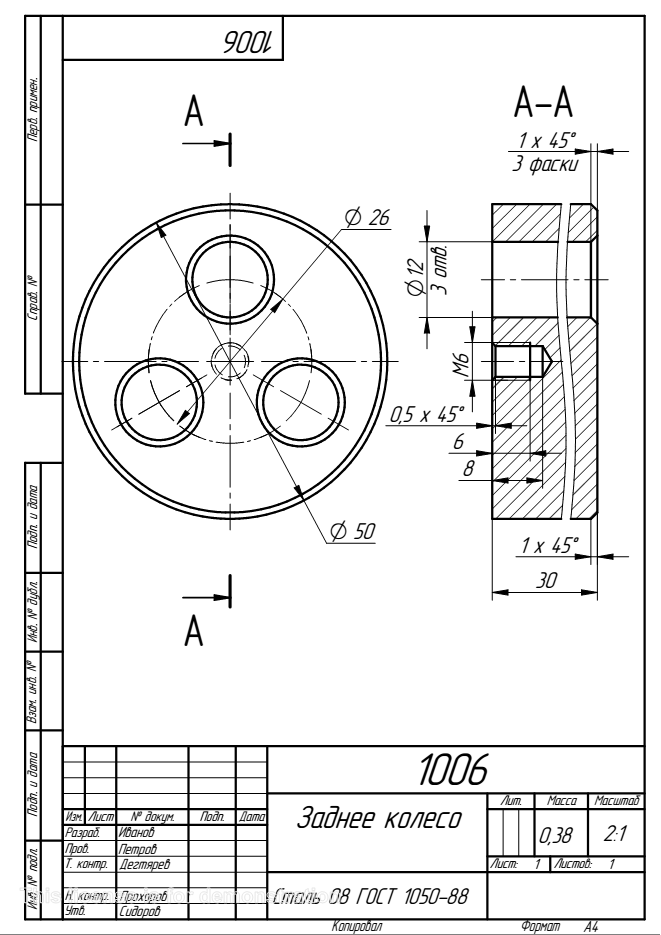 1006
Перв. примен.
Справ. №
Подп. и дата
Инв. № дубл.
Взам. инв. №
Подп. и дата
Инв. № подл.
А
А
А-А
1 x 45°
3 фаски
Ø 26
Ø12
3 отв.
М6
0,5 x 45°
6
8
Ø 50
1 x 45°
30
1006
Заднее колесо
Лит. Масса Масштаб
0,38 2:1
Изм. Лист № докум. Подп. Дата
Разраб. Иванов
Пров. Петров
Т. контр. Дегтярев
Лист: 1 Листов: 1
Н. контр. Прохоров
Утв. Сидоров
Сталь 08 ГОСТ 1050-88
Копировал Формат А4